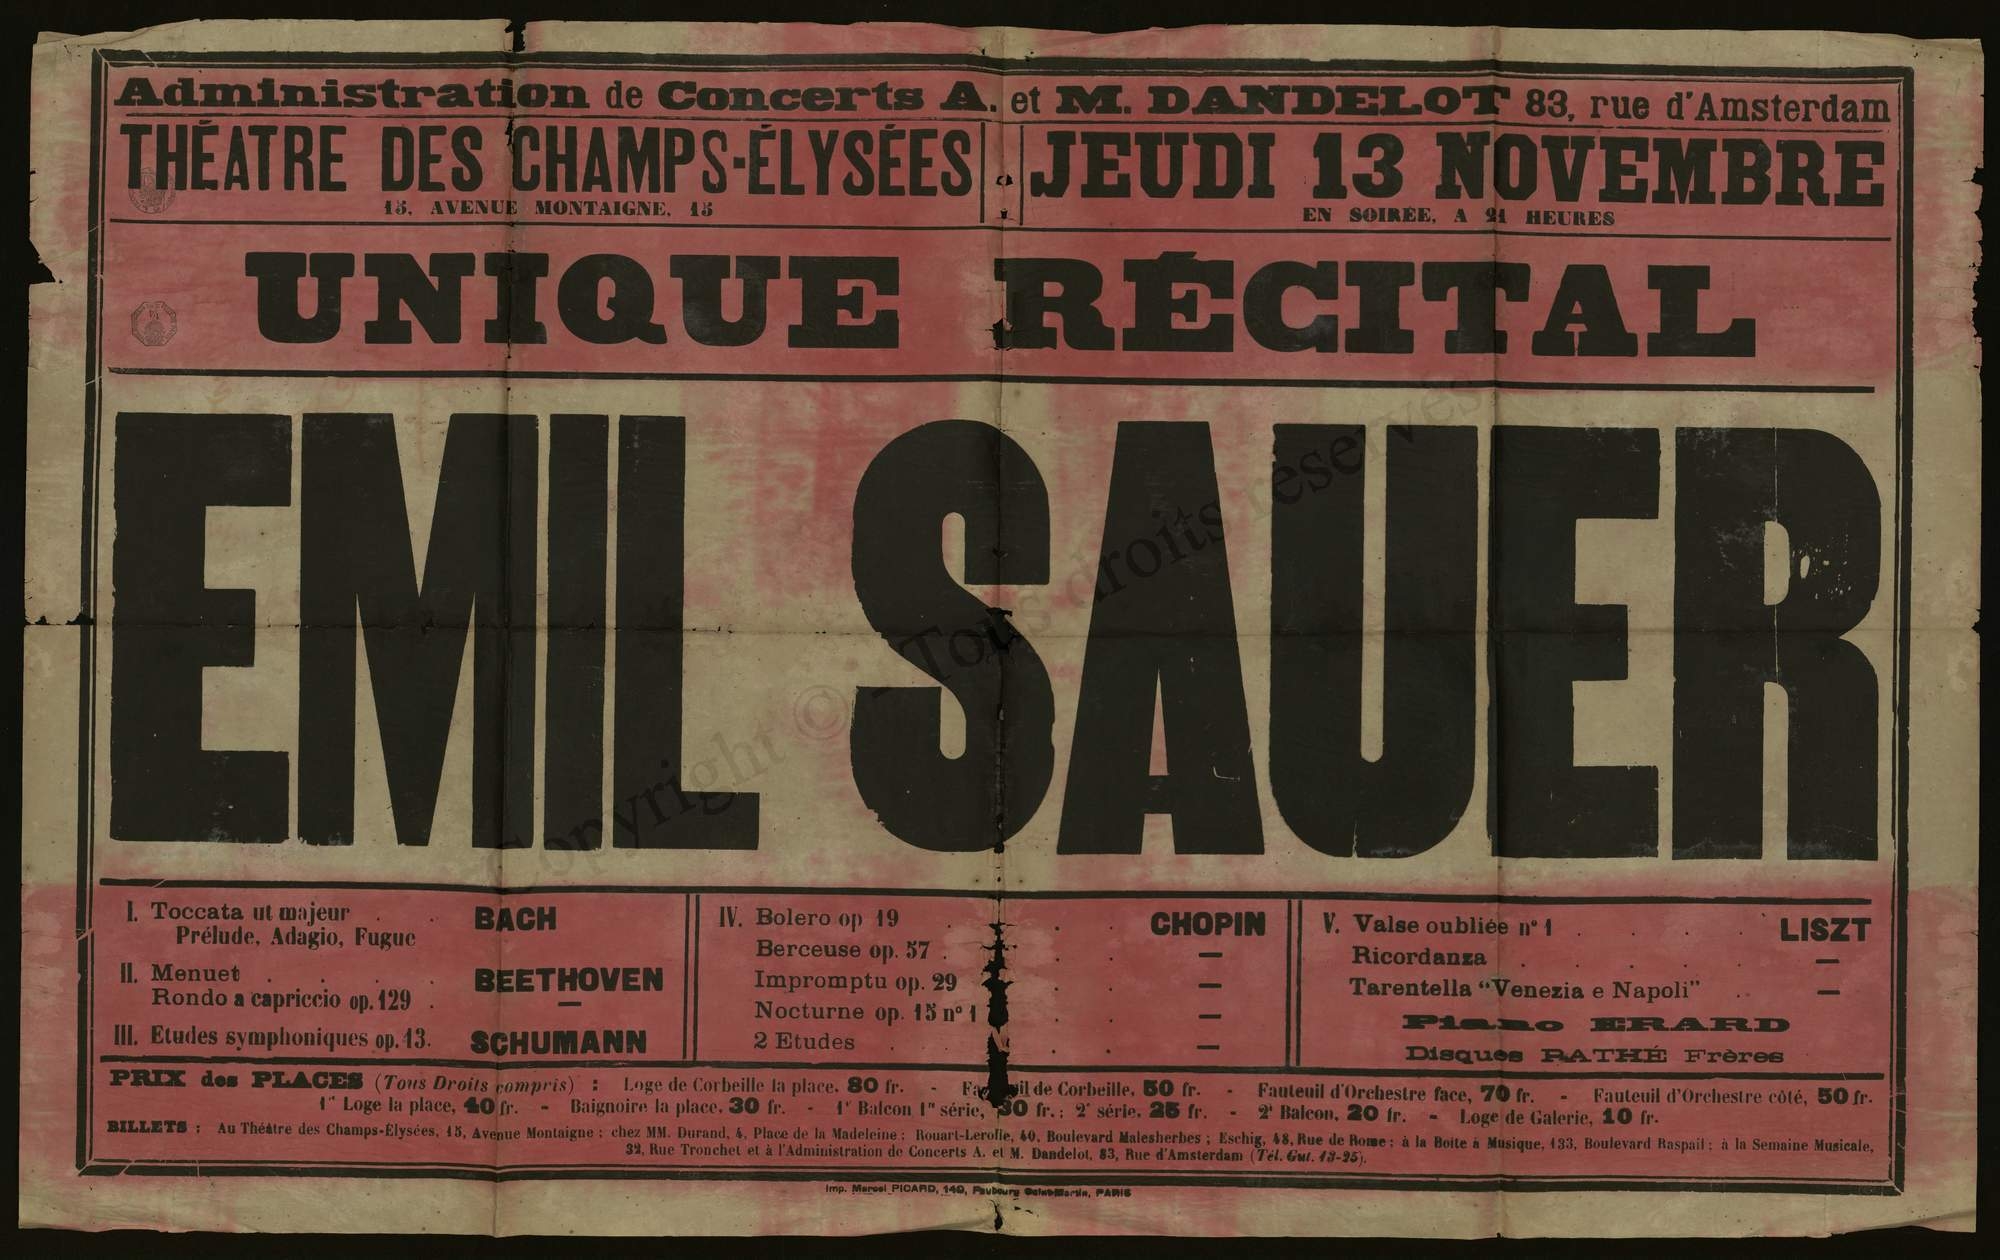 Administration de Concerts A. et M. DANDELOT 83, rue d'Amsterdam
THÉATRE DES CHAMPS-ÉLYSÉES
15, AVENUE MONTAIGNE, 15
JEUDI 13 NOVEMBRE
EN SOIRÉE, A 21 HEURES
UNIQUE RÉCITAL
EMIL SAUER
I. Toccata ut majeur . . BACH
Prélude, Adagio, Fugue
II. Menuet . . . . BEETHOVEN
Rondo a capriccio op. 129 . —
III. Etudes symphoniques op. 13. SCHUMANN
IV. Bolero op 19 . . . CHOPIN
Berceuse op. 57 . . . —
Impromptu op. 29 . . —
Nocturne op. 15 n° 1 . . —
2 Etudes . . . —
V. Valse oubliée n° 1 . . . . LISZT
Ricordanza . . . . . —
Tarentella "Venezia e Napoli" . . —
Piano ERARD
Disques PATHÉ Frères
PRIX des PLACES (Tous Droits compris) : Loge de Corbeille la place, 80 fr. - Fauteuil de Corbeille, 50 fr. - Fauteuil d'Orchestre face, 70 fr. - Fauteuil d'Orchestre côté, 50 fr.
1re Loge la place, 40 fr. - Baignoire la place, 30 fr. - 1r Balcon 1re série, 30 fr.; 2e série, 25 fr. - 2e Balcon, 20 fr. - Loge de Galerie, 10 fr.
BILLETS : Au Théâtre des Champs-Élysées, 15, Avenue Montaigne ; chez MM. Durand, 4, Place de la Madeleine ; Rouart-Lerolle, 40, Boulevard Malesherbes ; Eschig, 48, Rue de Rome ; à la Boite à Musique, 133, Boulevard Raspail ; à la Semaine Musicale,
32, Rue Tronchet et à l'Administration de Concerts A. et M. Dandelot, 83, Rue d'Amsterdam (Tél. Gut. 13-25).
Imp. Marcel PICARD, 140, Faubourg Saint-Martin, PARIS
Copyright © - Tous droits réservés